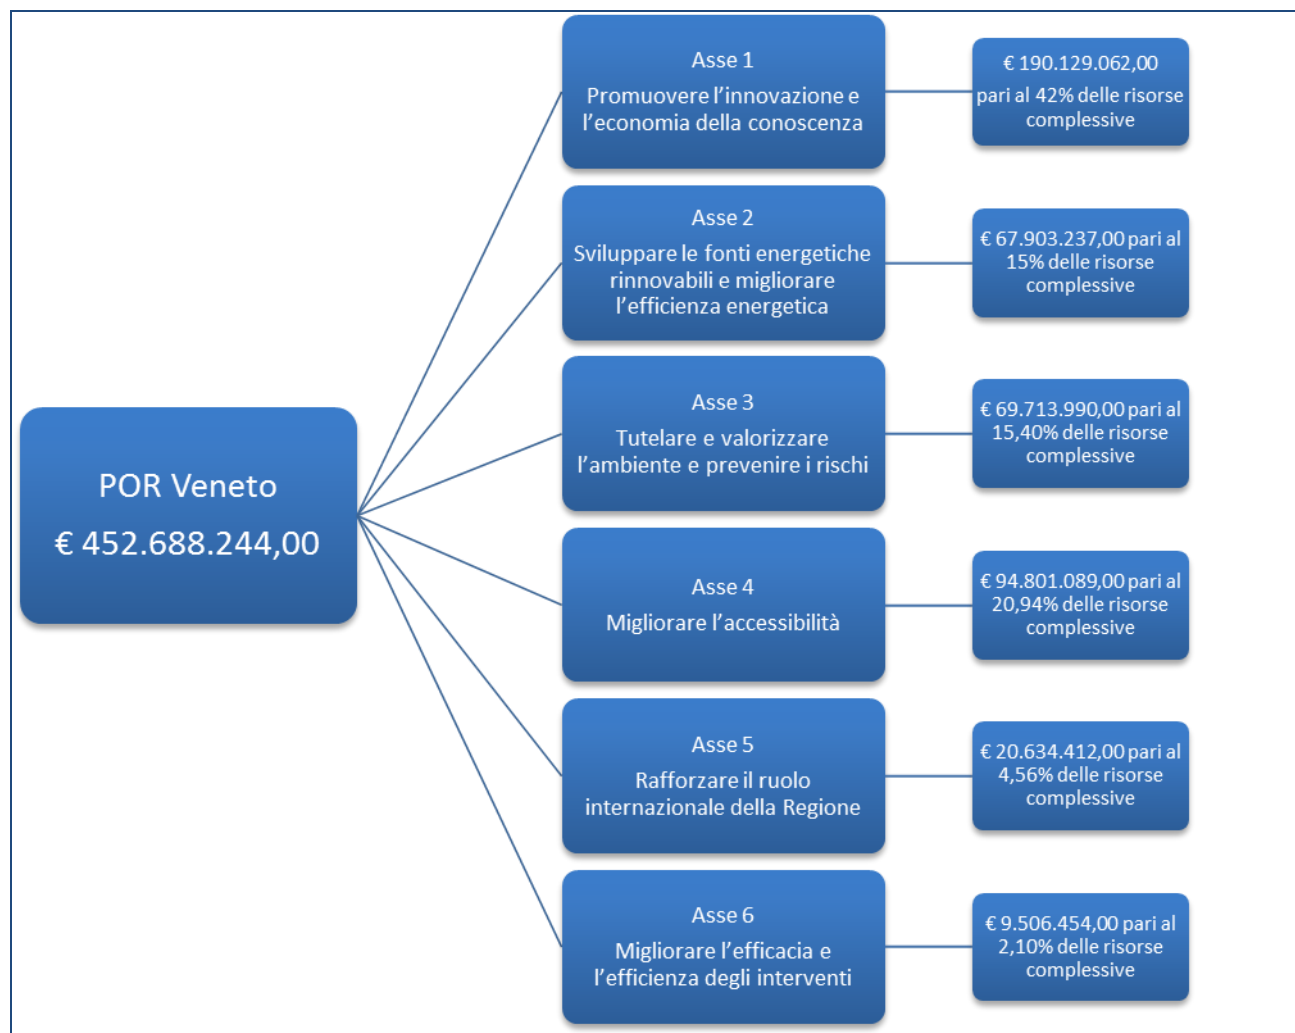 POR Veneto
€ 452.688.244,00
Asse 1
Promuovere l’innovazione e
l’economia della conoscenza
€ 190.129.062,00
pari al 42% delle risorse
complessive
Asse 2
Sviluppare le fonti energetiche
rinnovabili e migliorare
l’efficienza energetica
€ 67.903.237,00 pari al
15% delle risorse
complessive
Asse 3
Tutelare e valorizzare
l’ambiente e prevenire i rischi
€ 69.713.990,00 pari al
15,40% delle risorse
complessive
Asse 4
Migliorare l’accessibilità
€ 94.801.089,00 pari al
20,94% delle risorse
complessive
Asse 5
Rafforzare il ruolo
internazionale della Regione
€ 20.634.412,00 pari al
4,56% delle risorse
complessive
Asse 6
Migliorare l’efficacia e
l’efficienza degli interventi
€ 9.506.454,00 pari al
2,10% delle risorse
complessive